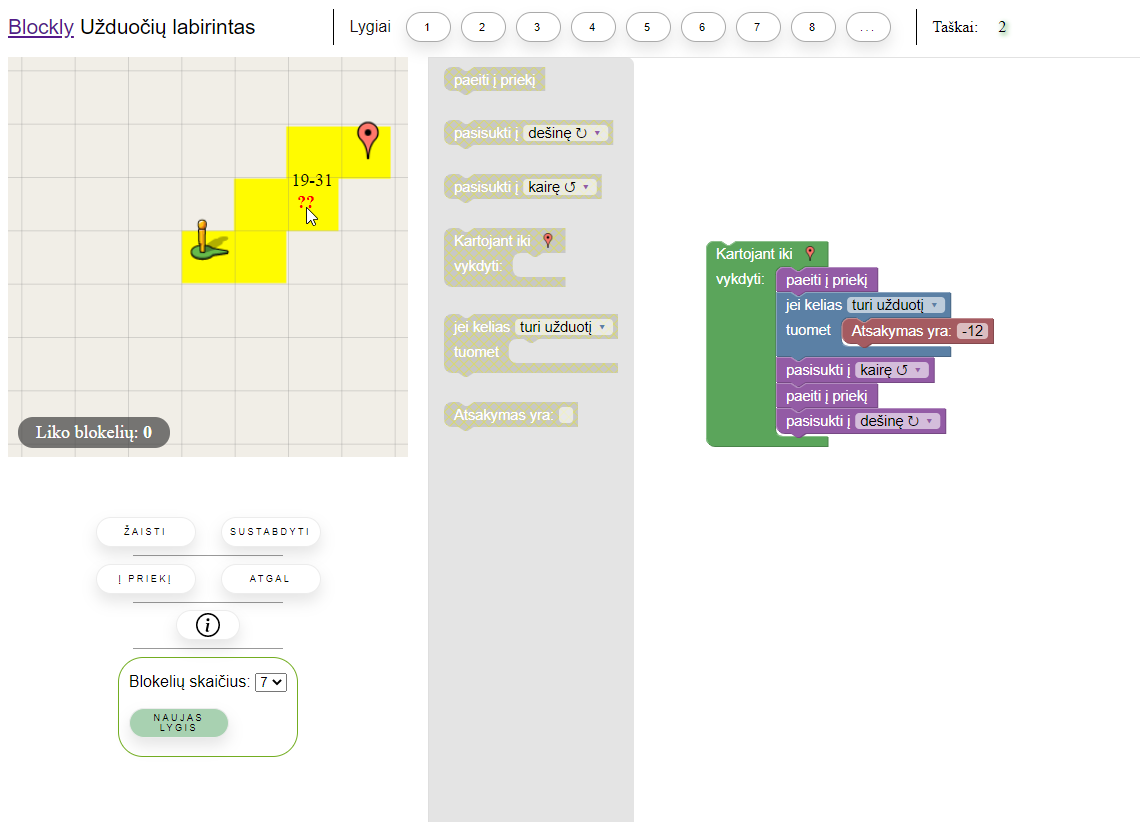 Blockly Užduočių labirintas
Lygiai
1
2
3
4
5
6
7
8
...
Taškai: 2
19-31
??
Liko blokelių: 0
paeiti į priekį
pasisukti į dešinę ↻ ▾
pasisukti į kairę ↺ ▾
Kartojant iki
vykdyti:
jei kelias turi užduotį ▾
tuomet
Atsakymas yra:
Kartojant iki
vykdyti:
paeiti į priekį
jei kelias turi užduotį ▾
tuomet
Atsakymas yra: -12
pasisukti į kairę ↺ ▾
paeiti į priekį
pasisukti į dešinę ↻ ▾
ŽAISTI
SUSTABDYTI
Į PRIEKĮ
ATGAL
i
Blokelių skaičius: 7
NAUJAS
LYGIS